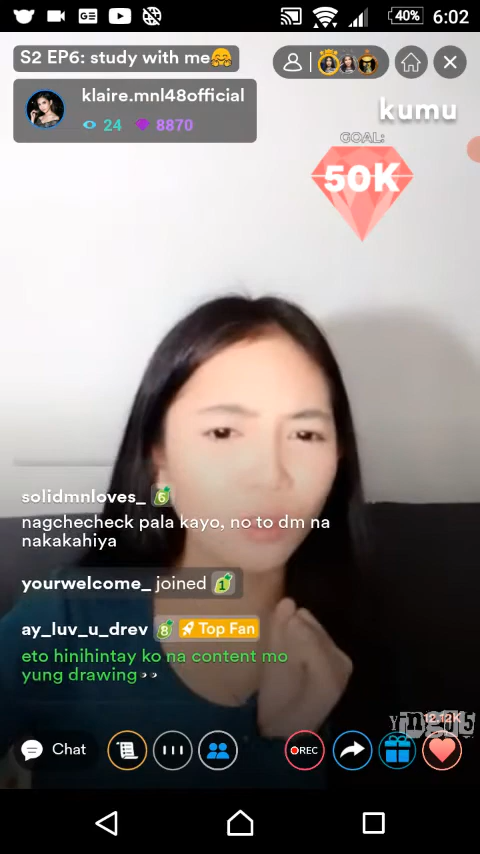 40% 6:02
S2 EP6: study with me🤗
klaire.mnl48official
24 8870
kumu
GOAL:
50K
solidmnloves_ 6
nagchecheck pala kayo, no to dm na
nakakahiya
yourwelcome_ joined 1
ay_luv_u_drev 8 Top Fan
eto hinihintay ko na content mo
yung drawing👀
12.12K
Chat
REC